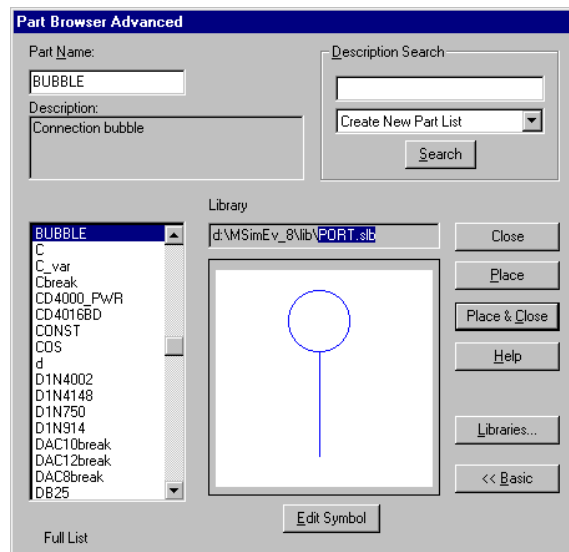 Part Browser Advanced
Part Name:
BUBBLE
Description:
Connection bubble
Description Search
Create New Part List
Search
Library
d:\MSimEv_8\lib\PORT.slb
BUBBLE
C
C_var
Cbreak
CD4000_PWR
CD4016BD
CONST
COS
d
D1N4002
D1N4148
D1N750
D1N914
DAC10break
DAC12break
DAC8break
DB25
Full List
Edit Symbol
Close
Place
Place & Close
Help
Libraries...
<< Basic